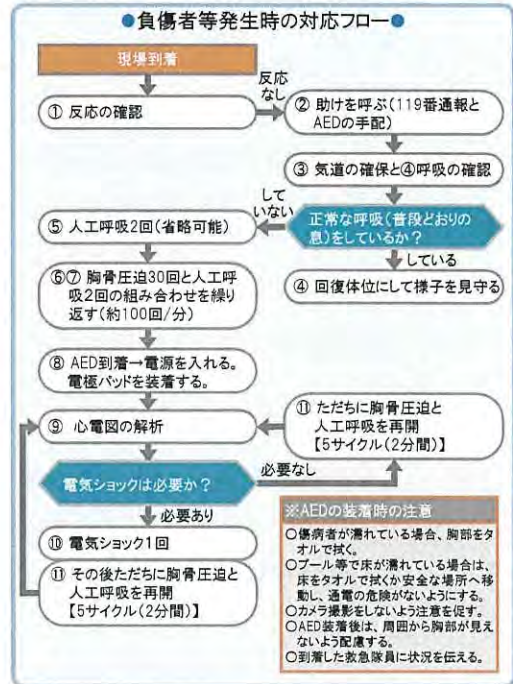 ●負傷者等発生時の対応フロー●
現場到着
反応
なし
① 反応の確認
② 助けを呼ぶ(119番通報と
AEDの手配)
③ 気道の確保と④呼吸の確認
して
いない
正常な呼吸(普段どおりの
息)をしているか?
⑤ 人工呼吸2回(省略可能)
している
④ 回復体位にして様子を見守る
⑥⑦ 胸骨圧迫30回と人工呼
吸2回の組み合わせを繰り
返す(約100回/分)
⑧ AED到着→電源を入れる。
電極パッドを装着する。
⑨ 心電図の解析
⑪ ただちに胸骨圧迫と
人工呼吸を再開
【5サイクル(2分間)】
電気ショックは必要か?
必要なし
必要あり
⑩ 電気ショック1回
⑪ その後ただちに胸骨圧迫と
人工呼吸を再開
【5サイクル(2分間)】
※AEDの装着時の注意
○傷病者が濡れている場合、胸部をタ
オルで拭く。
○プール等で床が濡れている場合は、
床をタオルで拭くか安全な場所へ移
動し、通電の危険がないようにする。
○カメラ撮影をしないよう注意を促す。
○AED装着後は、周囲から胸部が見え
ないよう配慮する。
○到着した救急隊員に状況を伝える。